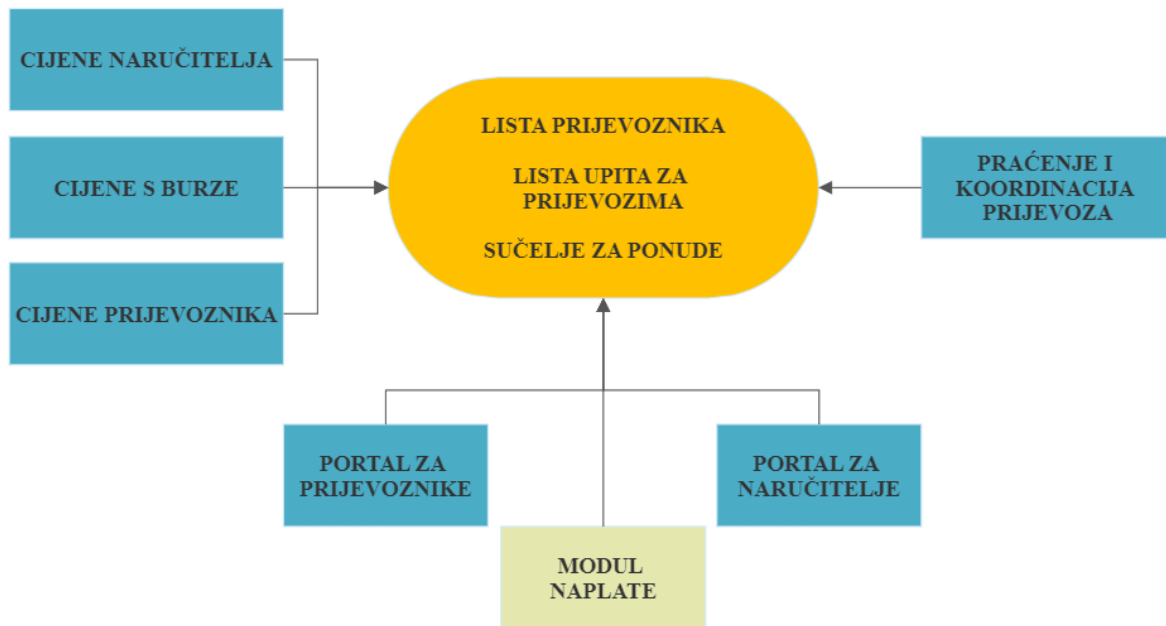 CIJENE NARUČITELJA
CIJENE S BURZE
CIJENE PRIJEVOZNIKA
LISTA PRIJEVOZNIKA
LISTA UPITA ZA
PRIJEVOZIMA
SUČELJE ZA PONUDE
PRAĆENJE I
KOORDINACIJA
PRIJEVOZA
PORTAL ZA
PRIJEVOZNIKE
PORTAL ZA
NARUČITELJE
MODUL
NAPLATE